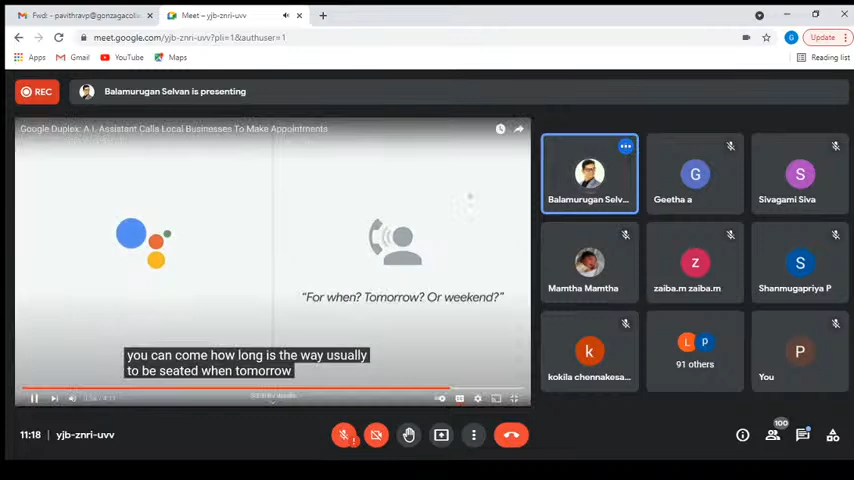 Fwd: - pavithravp@gonzagacolle
Meet – yjb-znri-uvv
meet.google.com/yjb-znri-uvv?pli=1&authuser=1
G
Update
Apps
Gmail
YouTube
Maps
Reading list
REC
Balamurugan Selvan is presenting
Google Duplex: A.I. Assistant Calls Local Businesses To Make Appointments
“For when? Tomorrow? Or weekend?”
you can come how long is the way usually
to be seated when tomorrow
Balamurugan Selv...
G
Geetha a
S
Sivagami Siva
Mamtha Mamtha
z
zaiba.m zaiba.m
S
Shanmugapriya P
k
kokila chennakesa...
L
p
91 others
P
You
11:18
yjb-znri-uvv
100